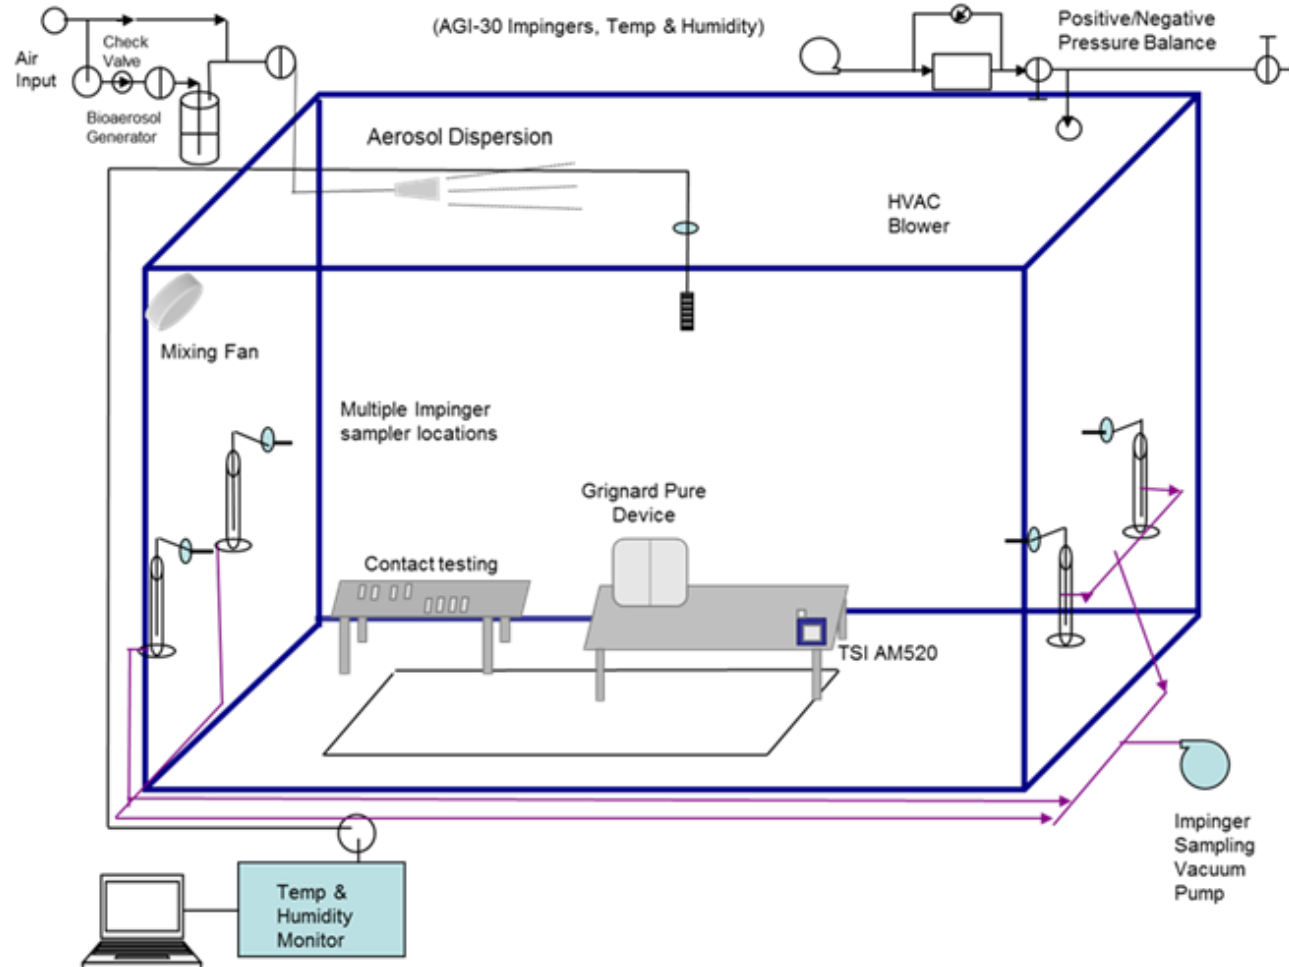 (AGI-30 Impingers, Temp & Humidity)
Positive/Negative
Pressure Balance
Air
Input
Check
Valve
Bioaerosol
Generator
Aerosol Dispersion
HVAC
Blower
Mixing Fan
Multiple Impinger
sampler locations
Grignard Pure
Device
Contact testing
TSI AM520
Impinger
Sampling
Vacuum
Pump
Temp &
Humidity
Monitor